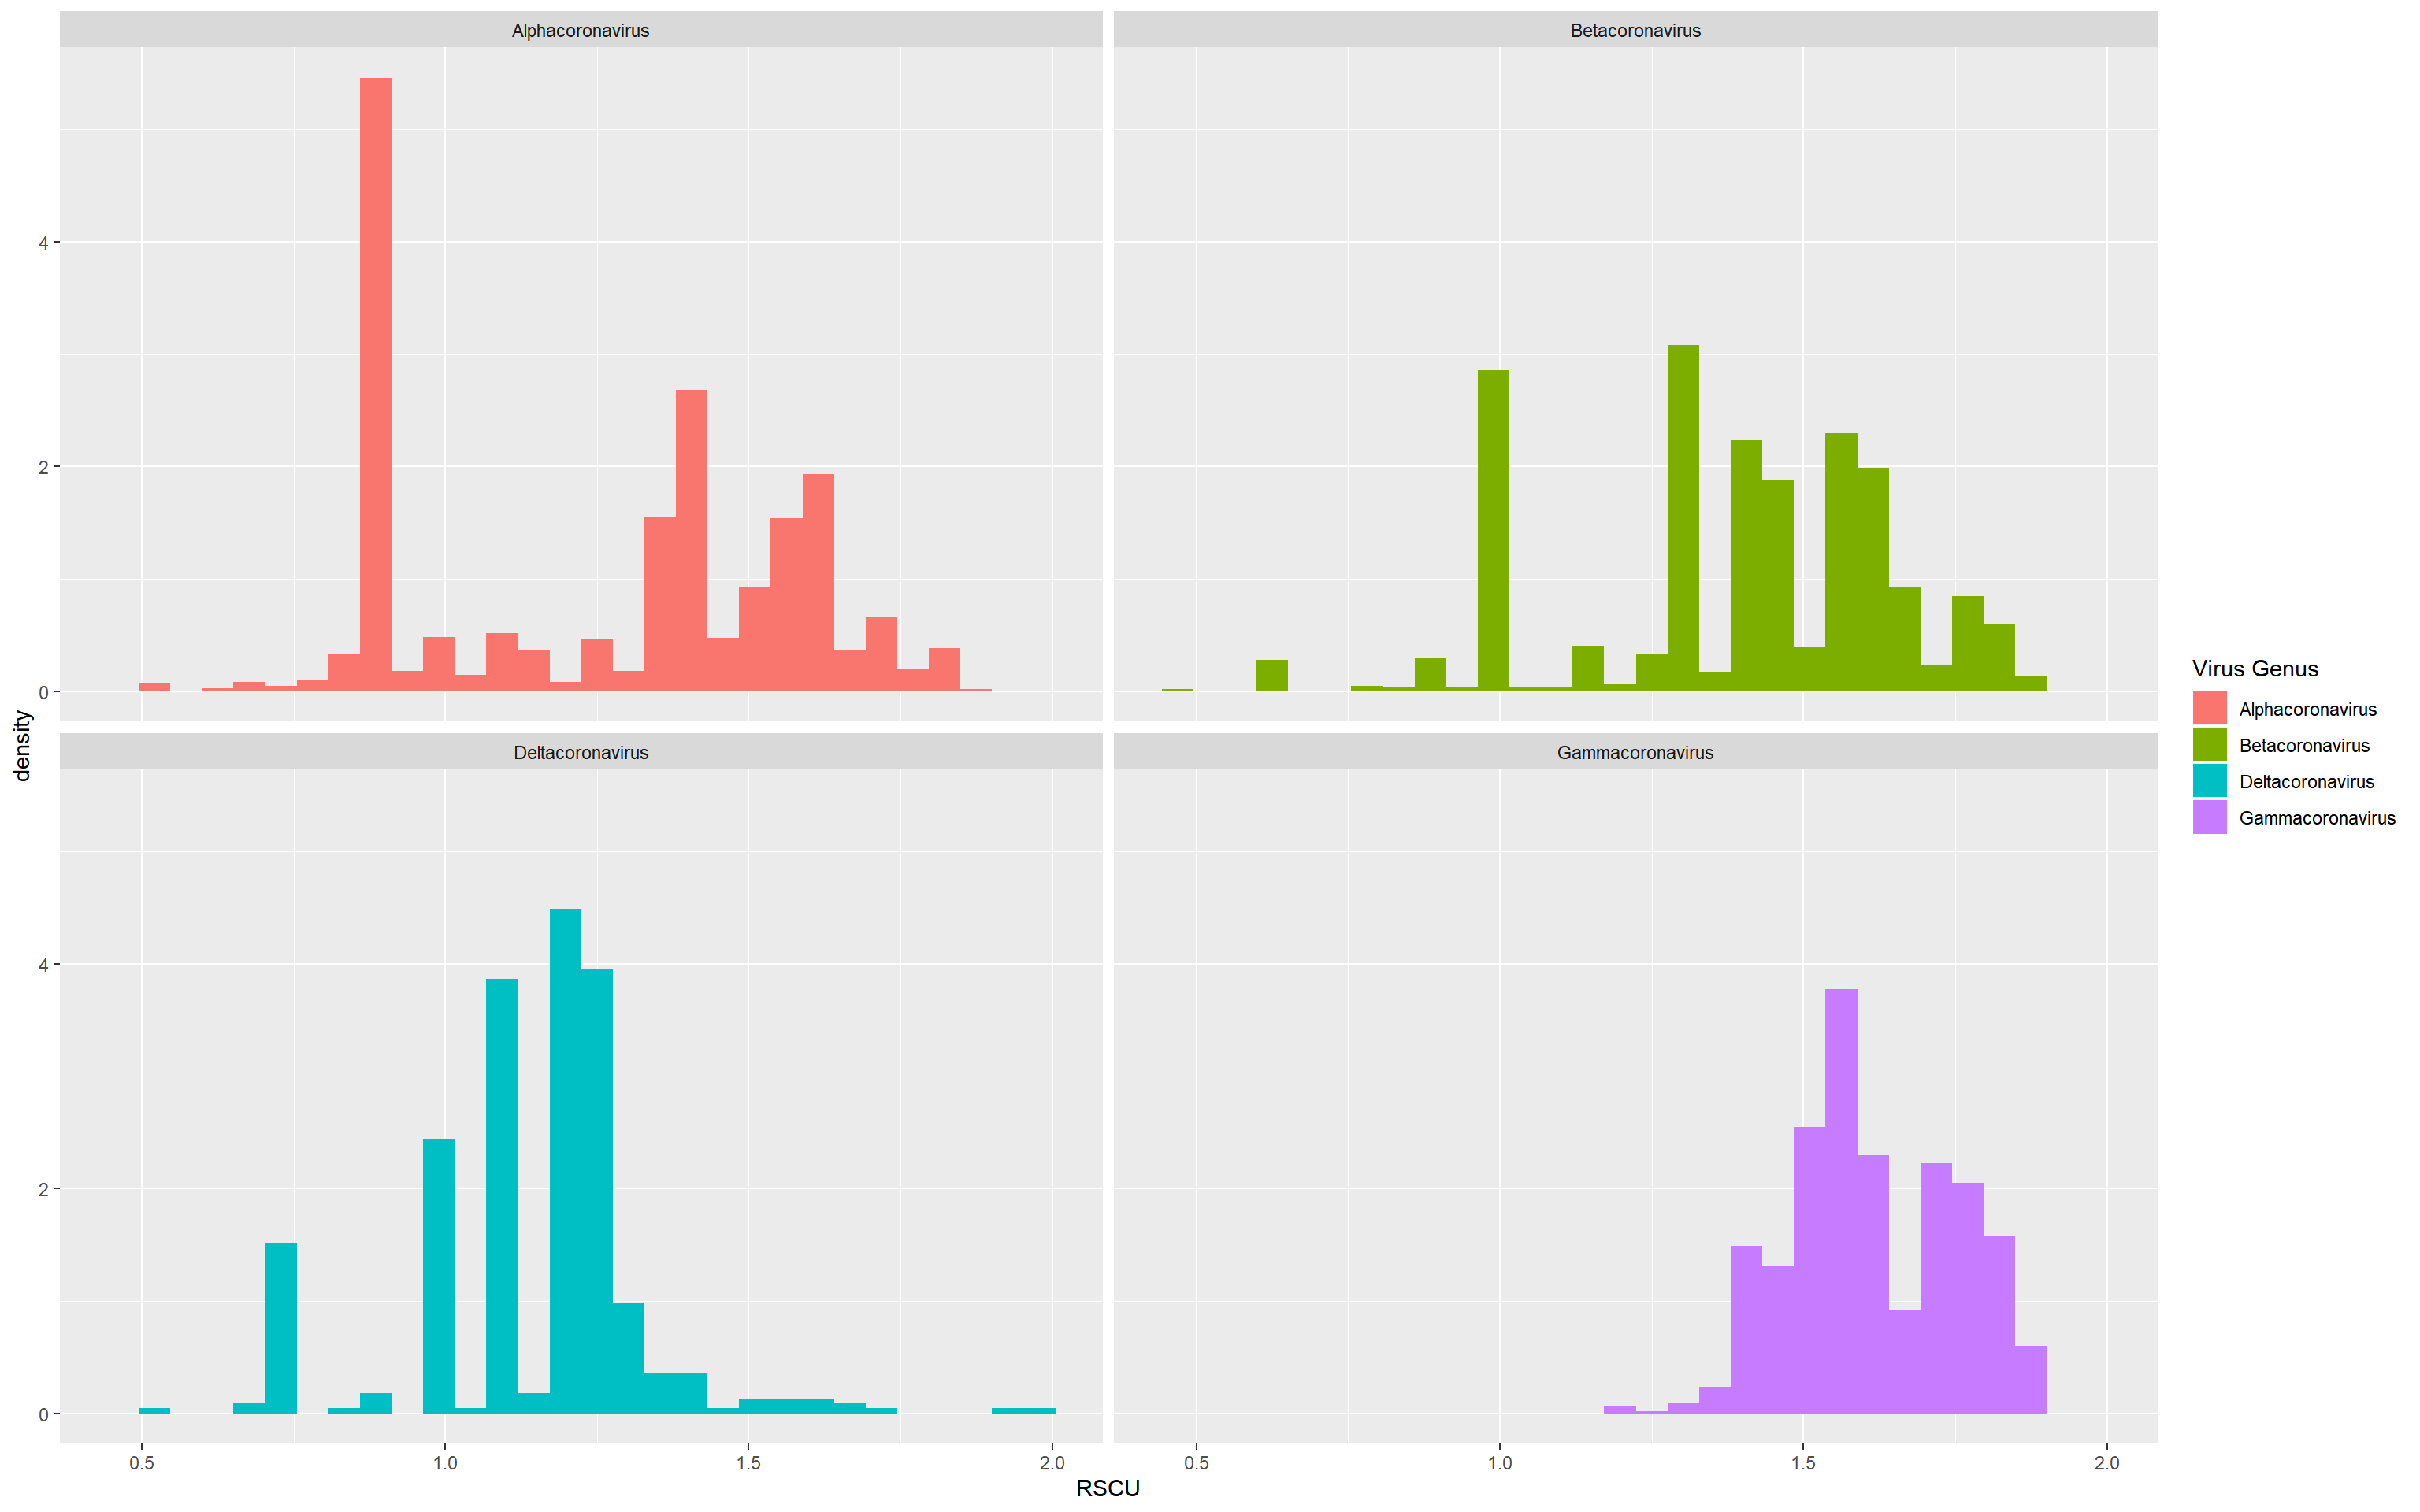 Alphacoronavirus
Betacoronavirus
4
2
0
Deltacoronavirus
Gammacoronavirus
4
2
0
density
0.5 1.0 1.5 2.0
0.5 1.0 1.5 2.0
RSCU
Virus Genus
Alphacoronavirus
Betacoronavirus
Deltacoronavirus
Gammacoronavirus